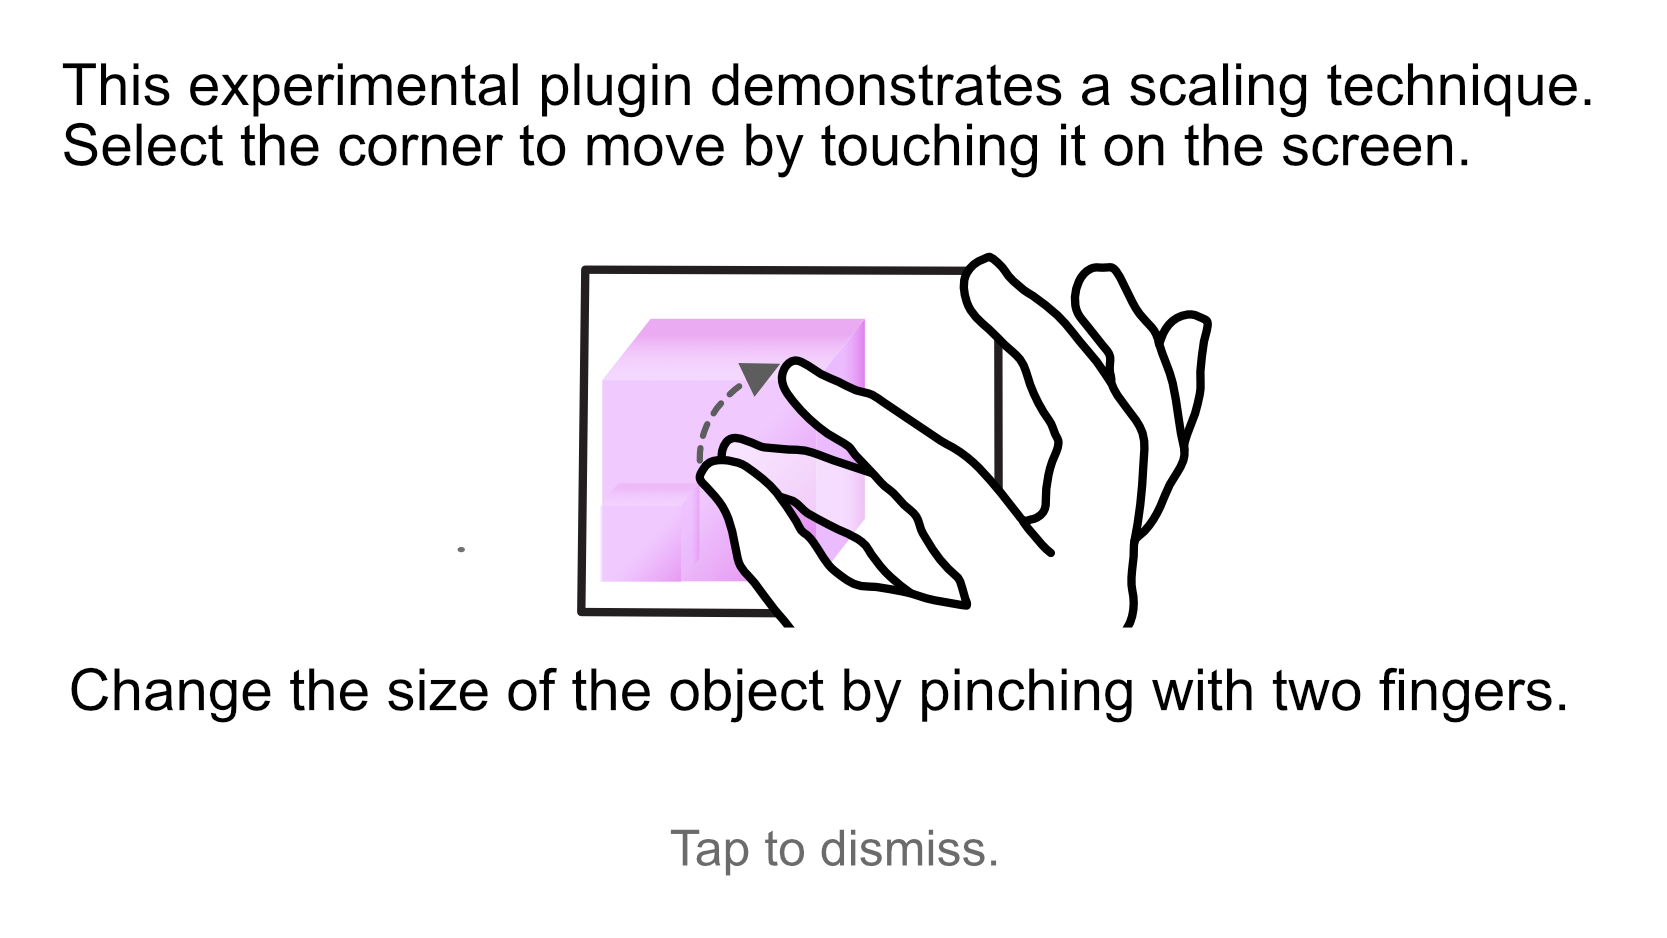 This experimental plugin demonstrates a scaling technique.
Select the corner to move by touching it on the screen.
Change the size of the object by pinching with two fingers.
Tap to dismiss.